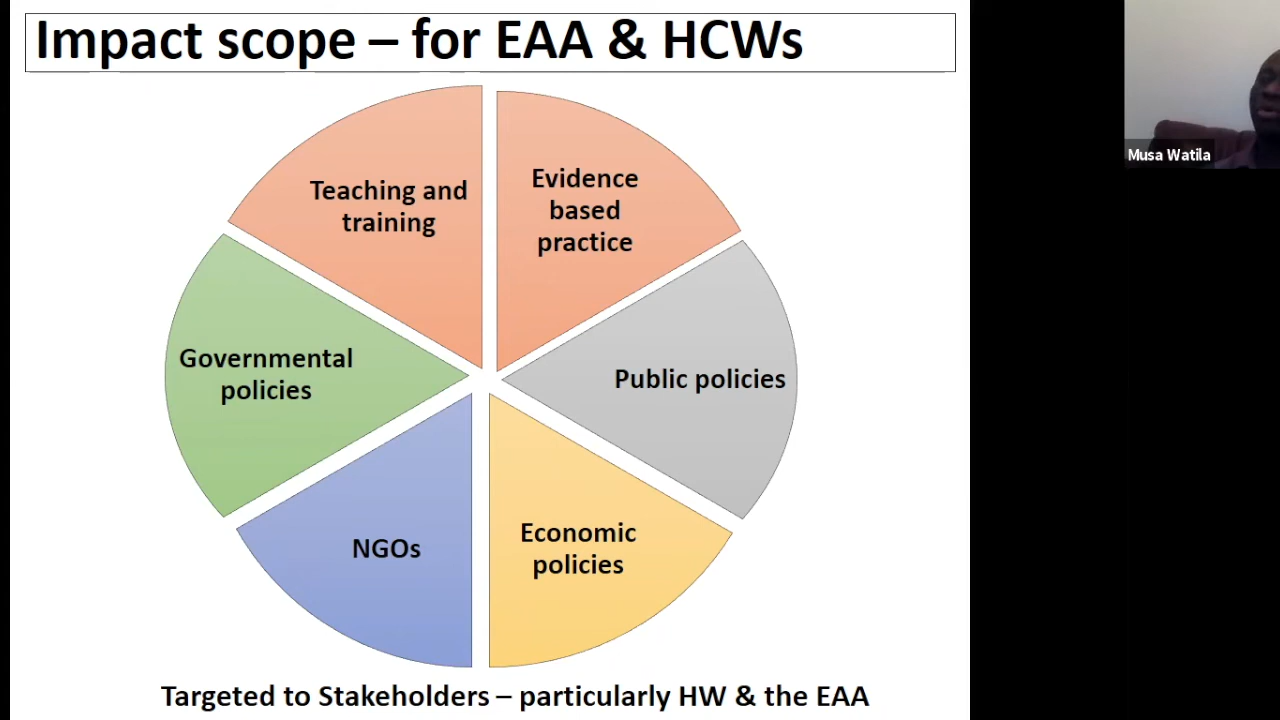 Impact scope – for EAA & HCWs
Musa Watila
Teaching and
training
Evidence
based
practice
Governmental
policies
Public policies
NGOs
Economic
policies
Targeted to Stakeholders – particularly HW & the EAA